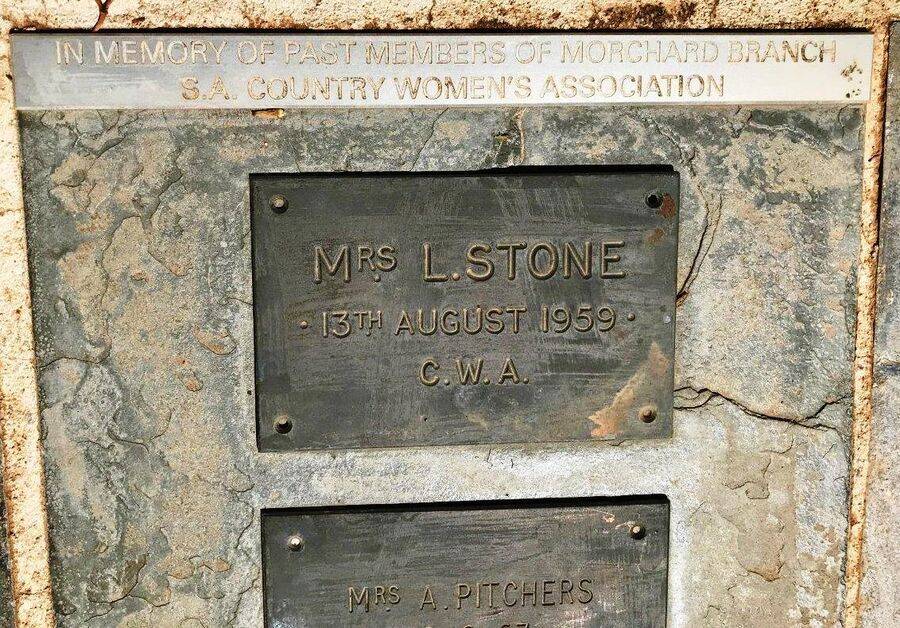 IN MEMORY OF PAST MEMBERS OF MORCHARD BRANCH
S.A. COUNTRY WOMEN'S ASSOCIATION
MRS L.STONE
·13TH AUGUST 1959·
C.W.A.
MRS A.PITCHERS